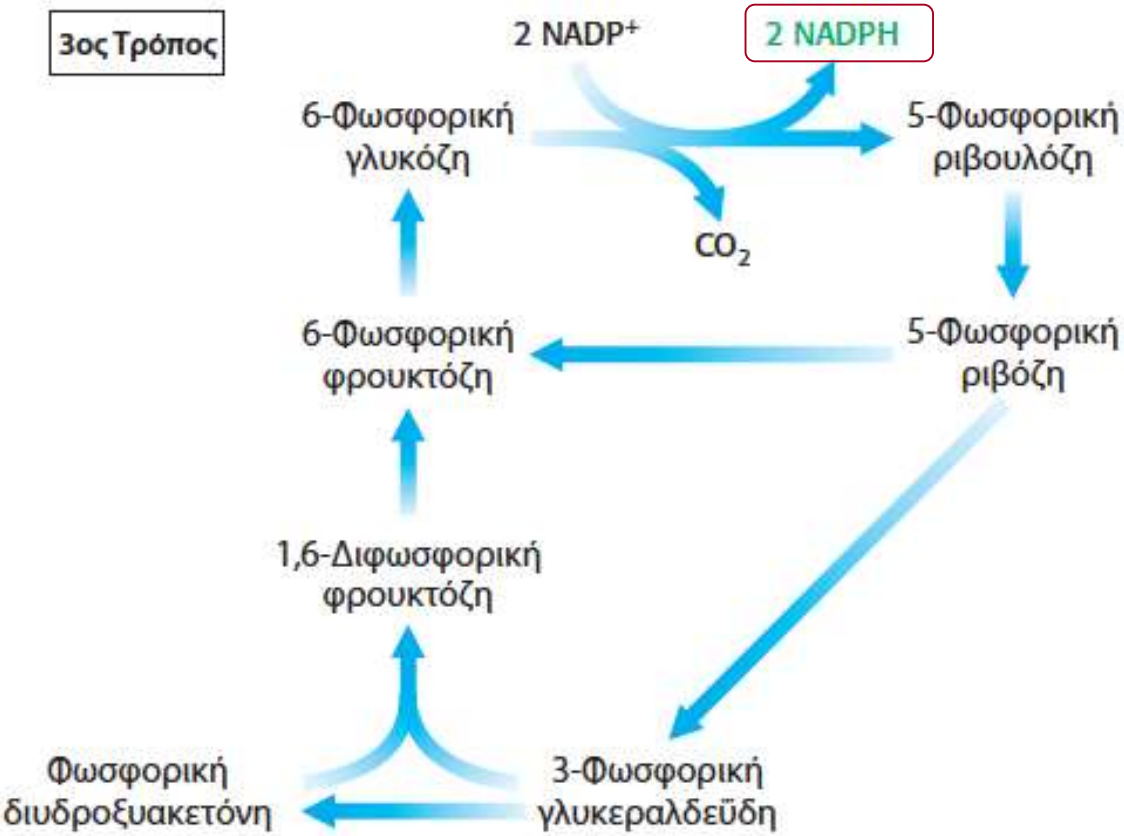 3ος Τρόπος
2 NADP⁺
2 NADPH
6-Φωσφορική
γλυκόζη
5-Φωσφορική
ριβουλόζη
CO₂
6-Φωσφορική
φρουκτόζη
5-Φωσφορική
ριβόζη
1,6-Διφωσφορική
φρουκτόζη
Φωσφορική
διυδροξυακετόνη
3-Φωσφορική
γλυκεραλδεΰδη